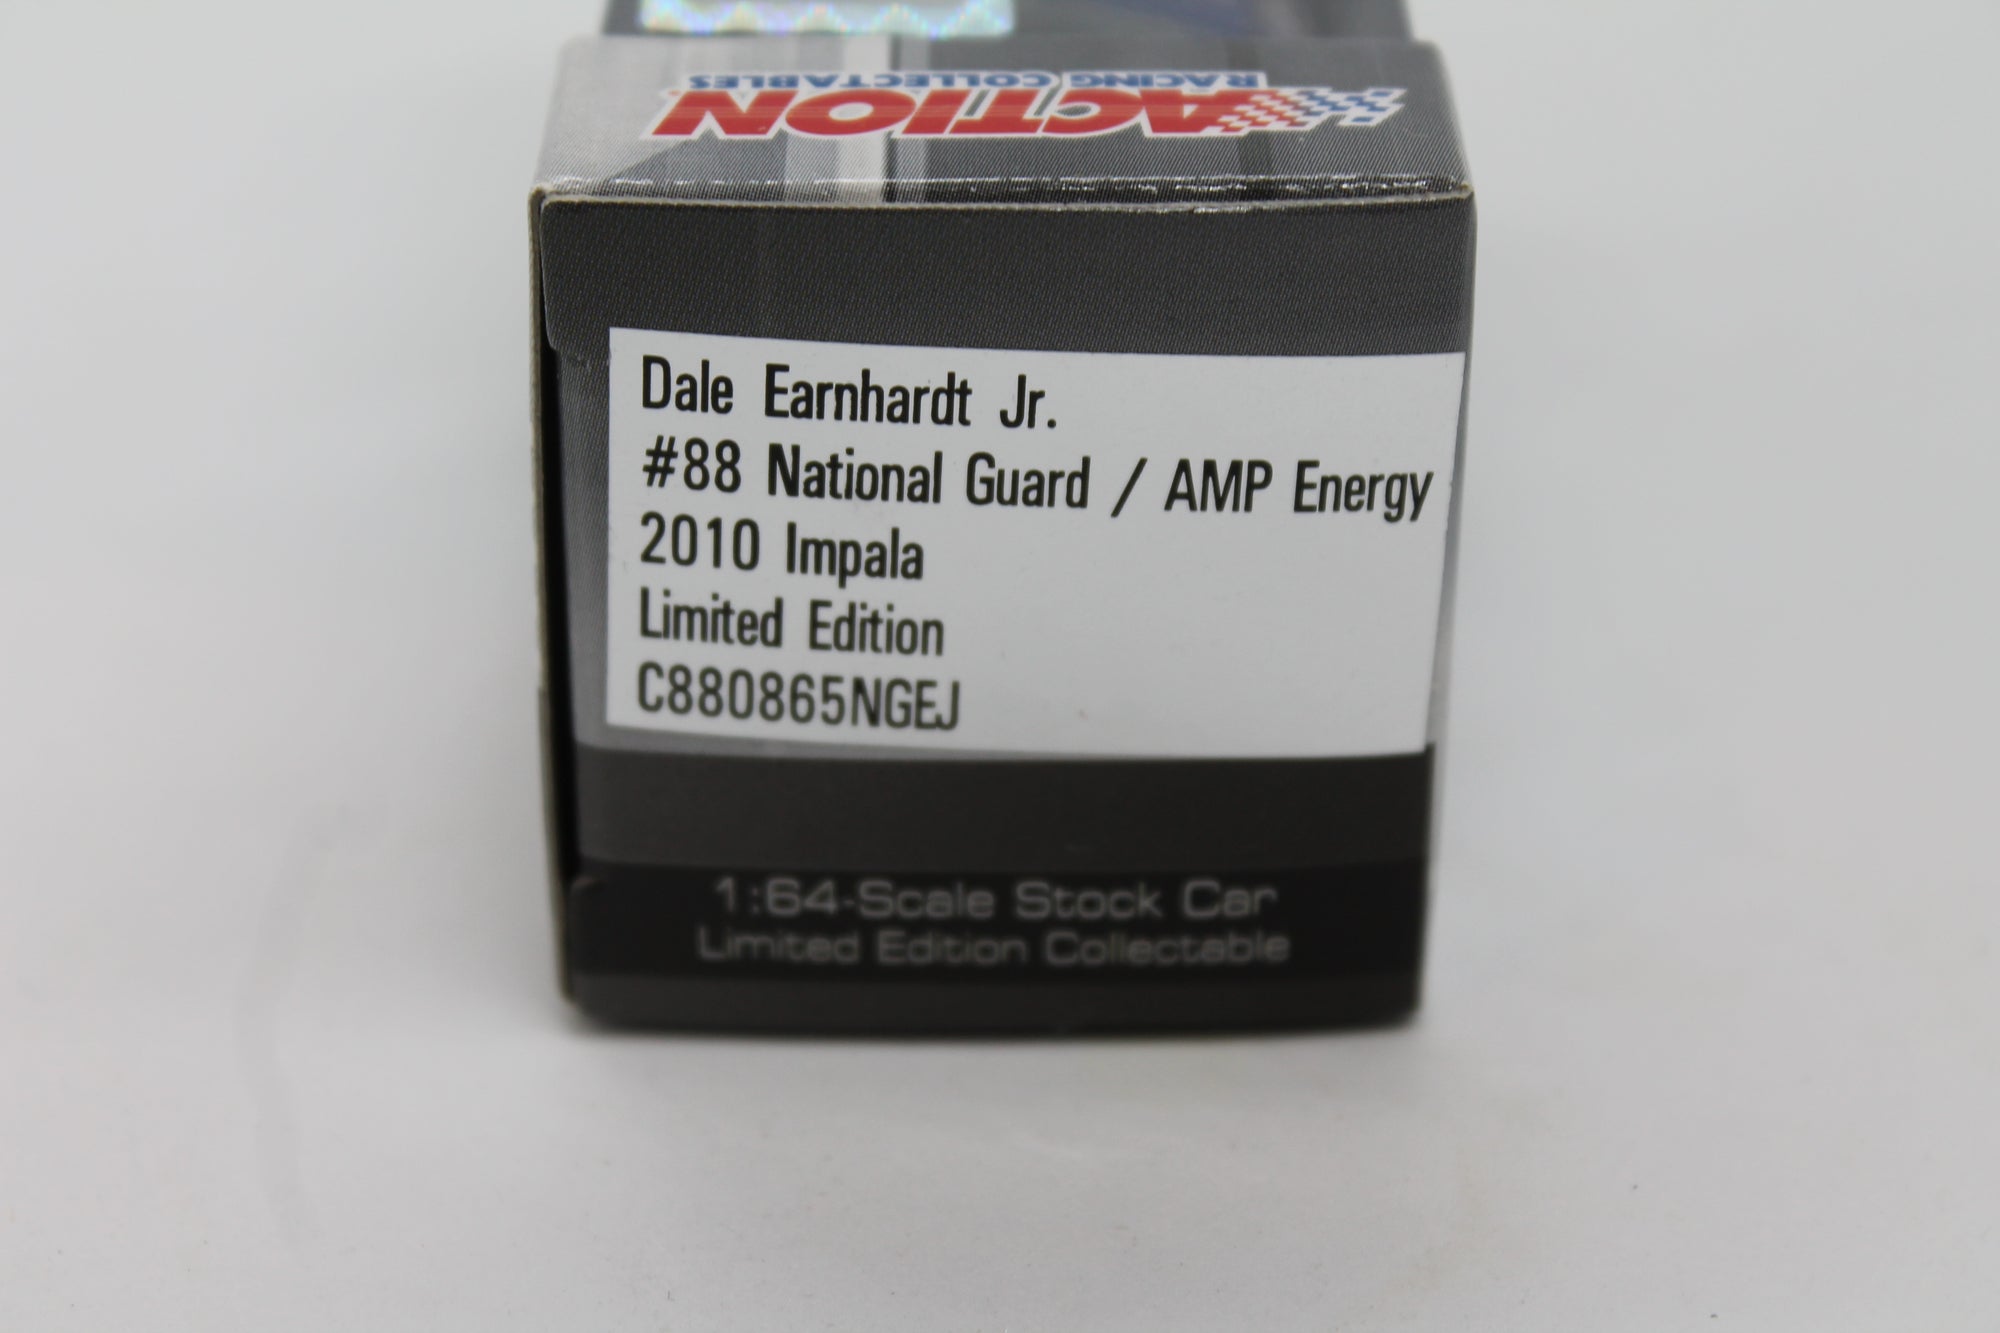 RACING COLLECTABLES
ACTION
Dale Earnhardt Jr.
#88 National Guard / AMP Energy
2010 Impala
Limited Edition
C880865NGEJ
1:64-Scale Stock Car
Limited Edition Collectable